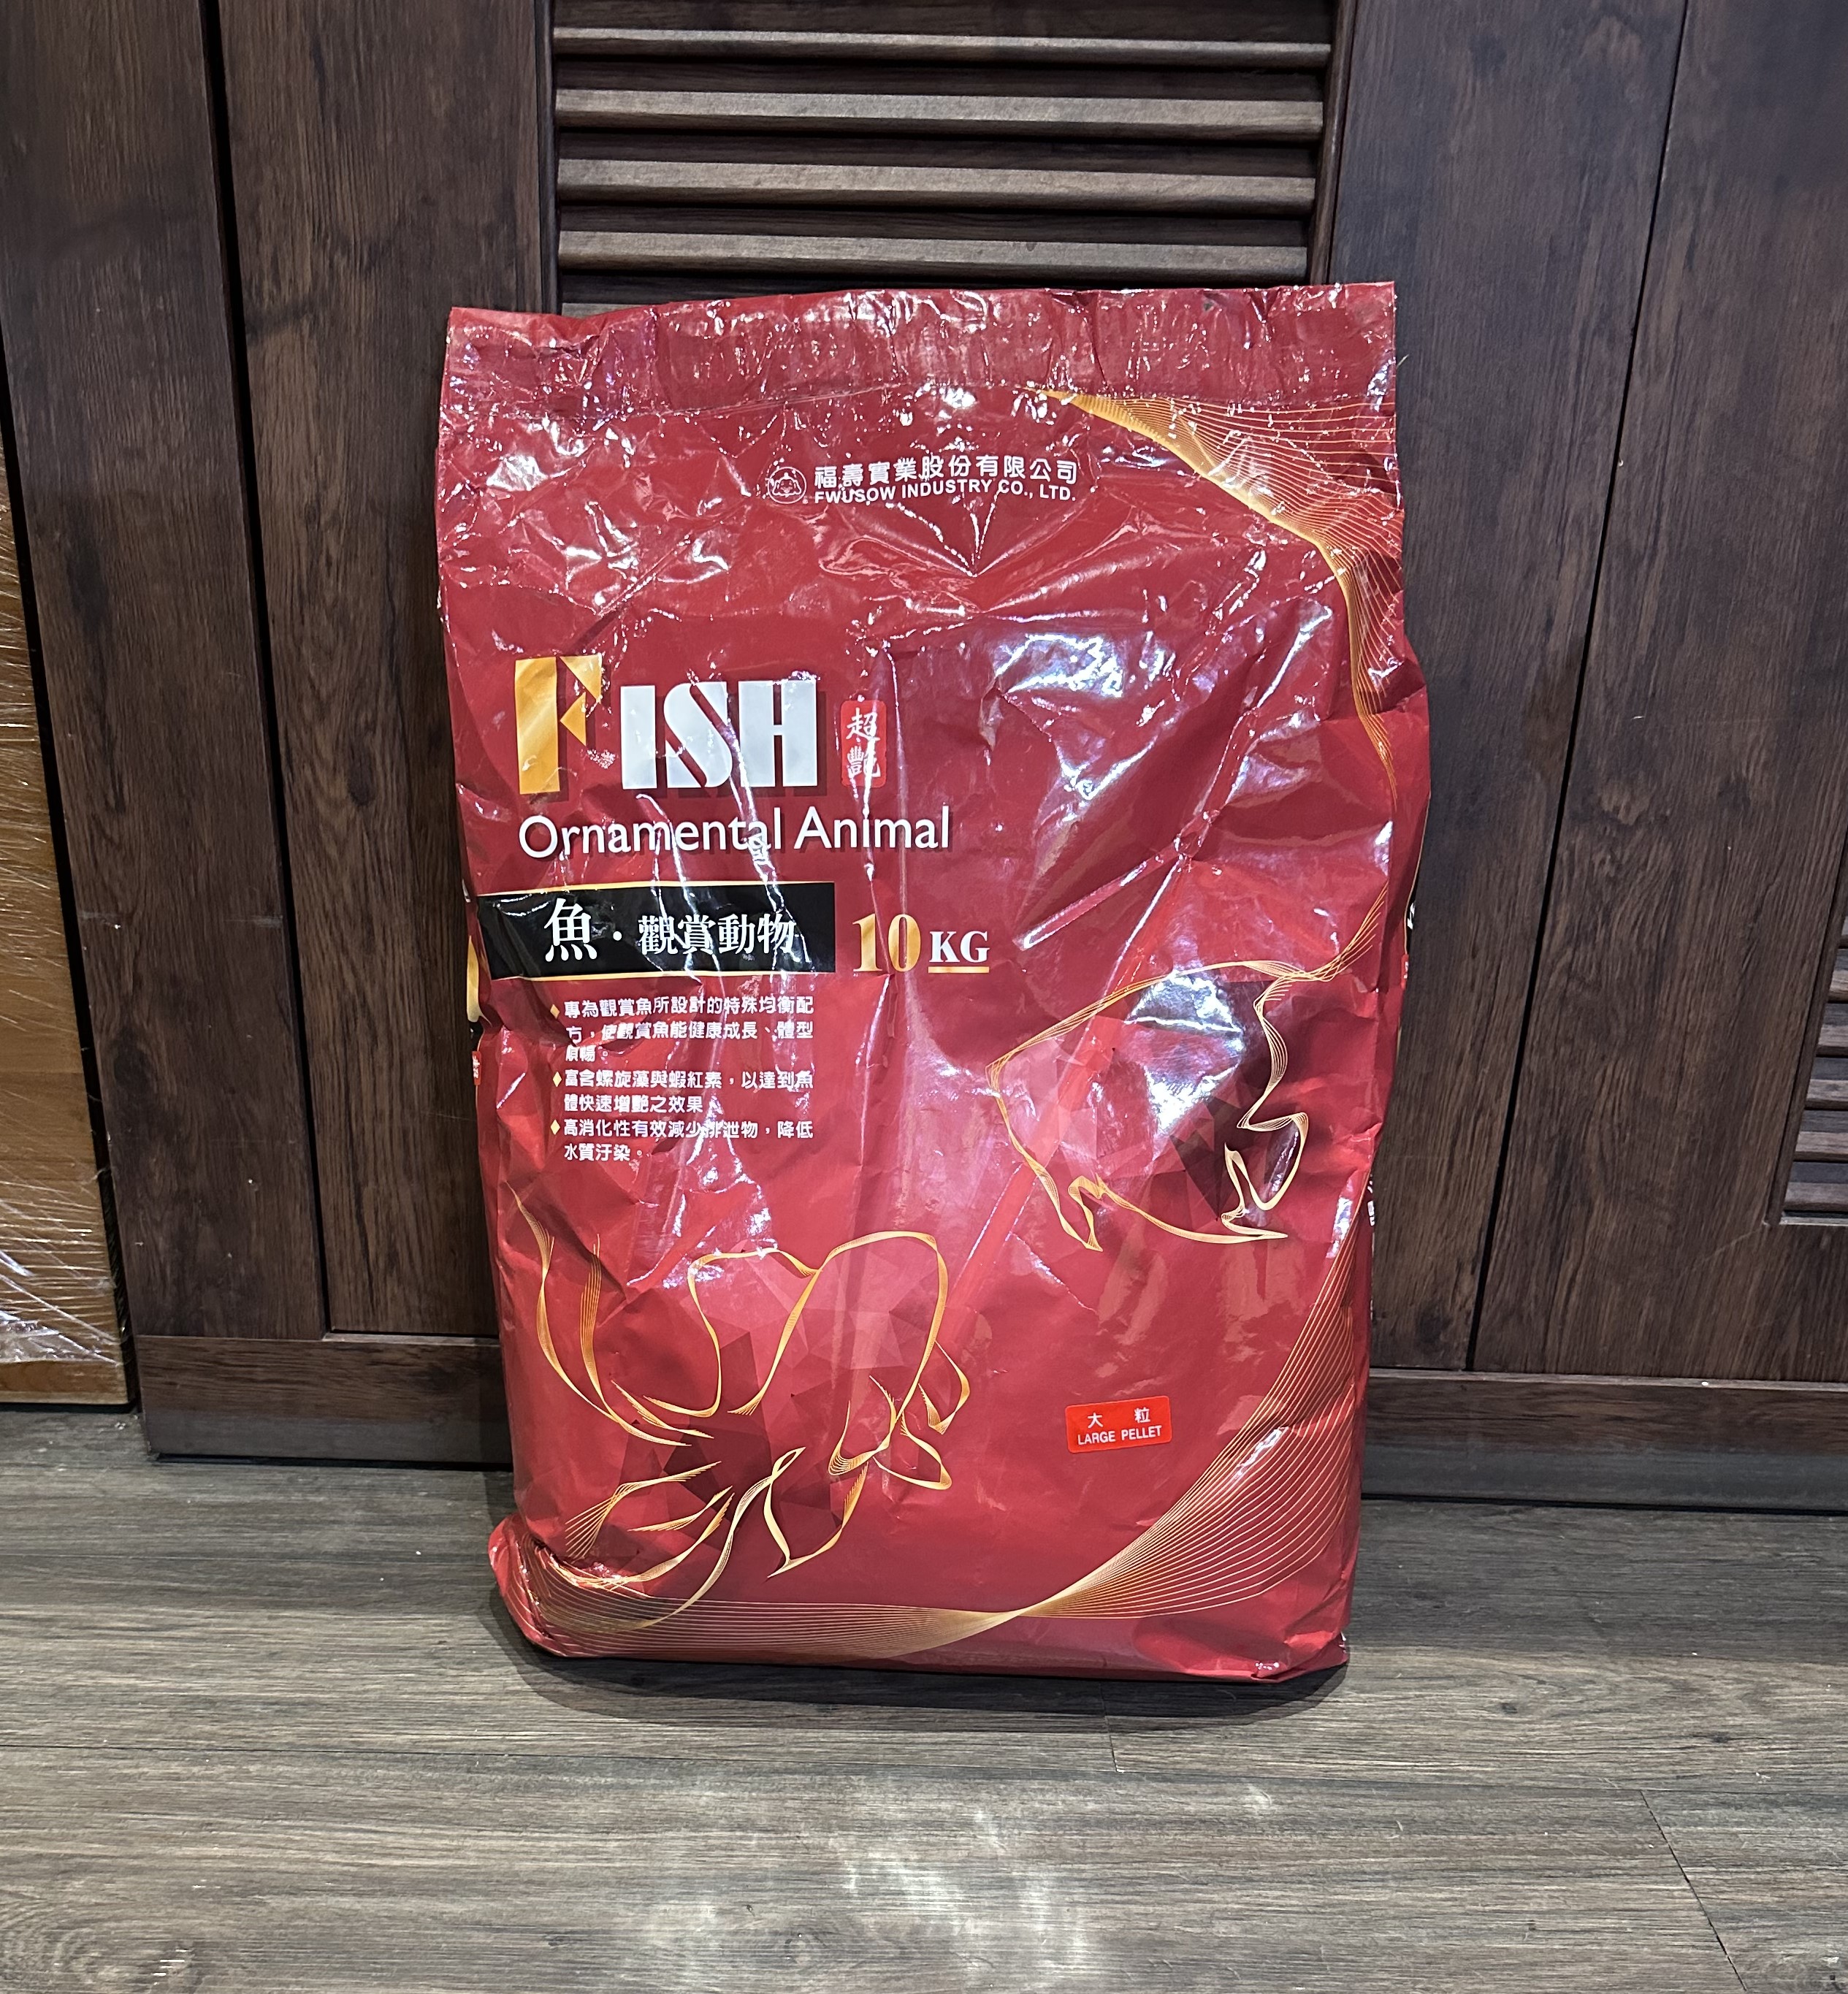 福壽實業股份有限公司
FWUSOW INDUSTRY CO., LTD.
FISH
超艷
Ornamental Animal
魚・觀賞動物
10 KG
專為觀賞魚所設計的特殊均衡配
方，使觀賞魚能健康成長、體型
順暢。
富含螺旋藻與蝦紅素，以達到魚
體快速增艷之效果。
高消化性有效減少排泄物，降低
水質汙染。
大 粒
LARGE PELLET